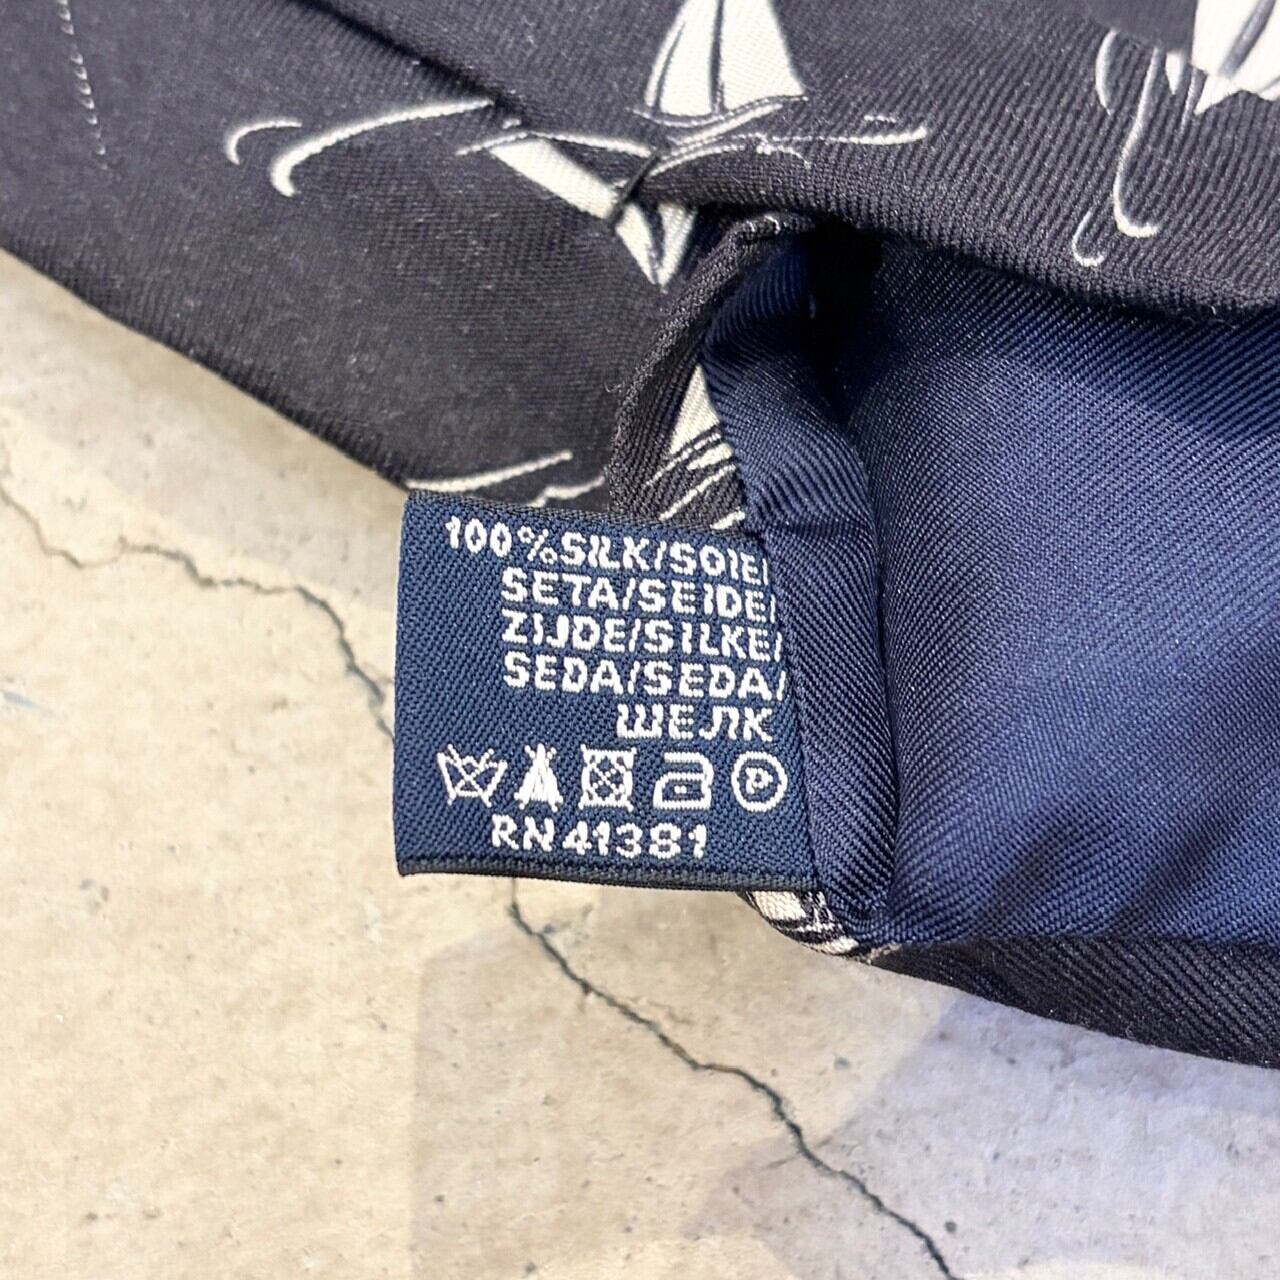 100%SILK/SOIE/
SETA/SEIDE/
ZIJDE/SILKE/
SEDA/SEDA/
ШЕЛК
P
RN41381